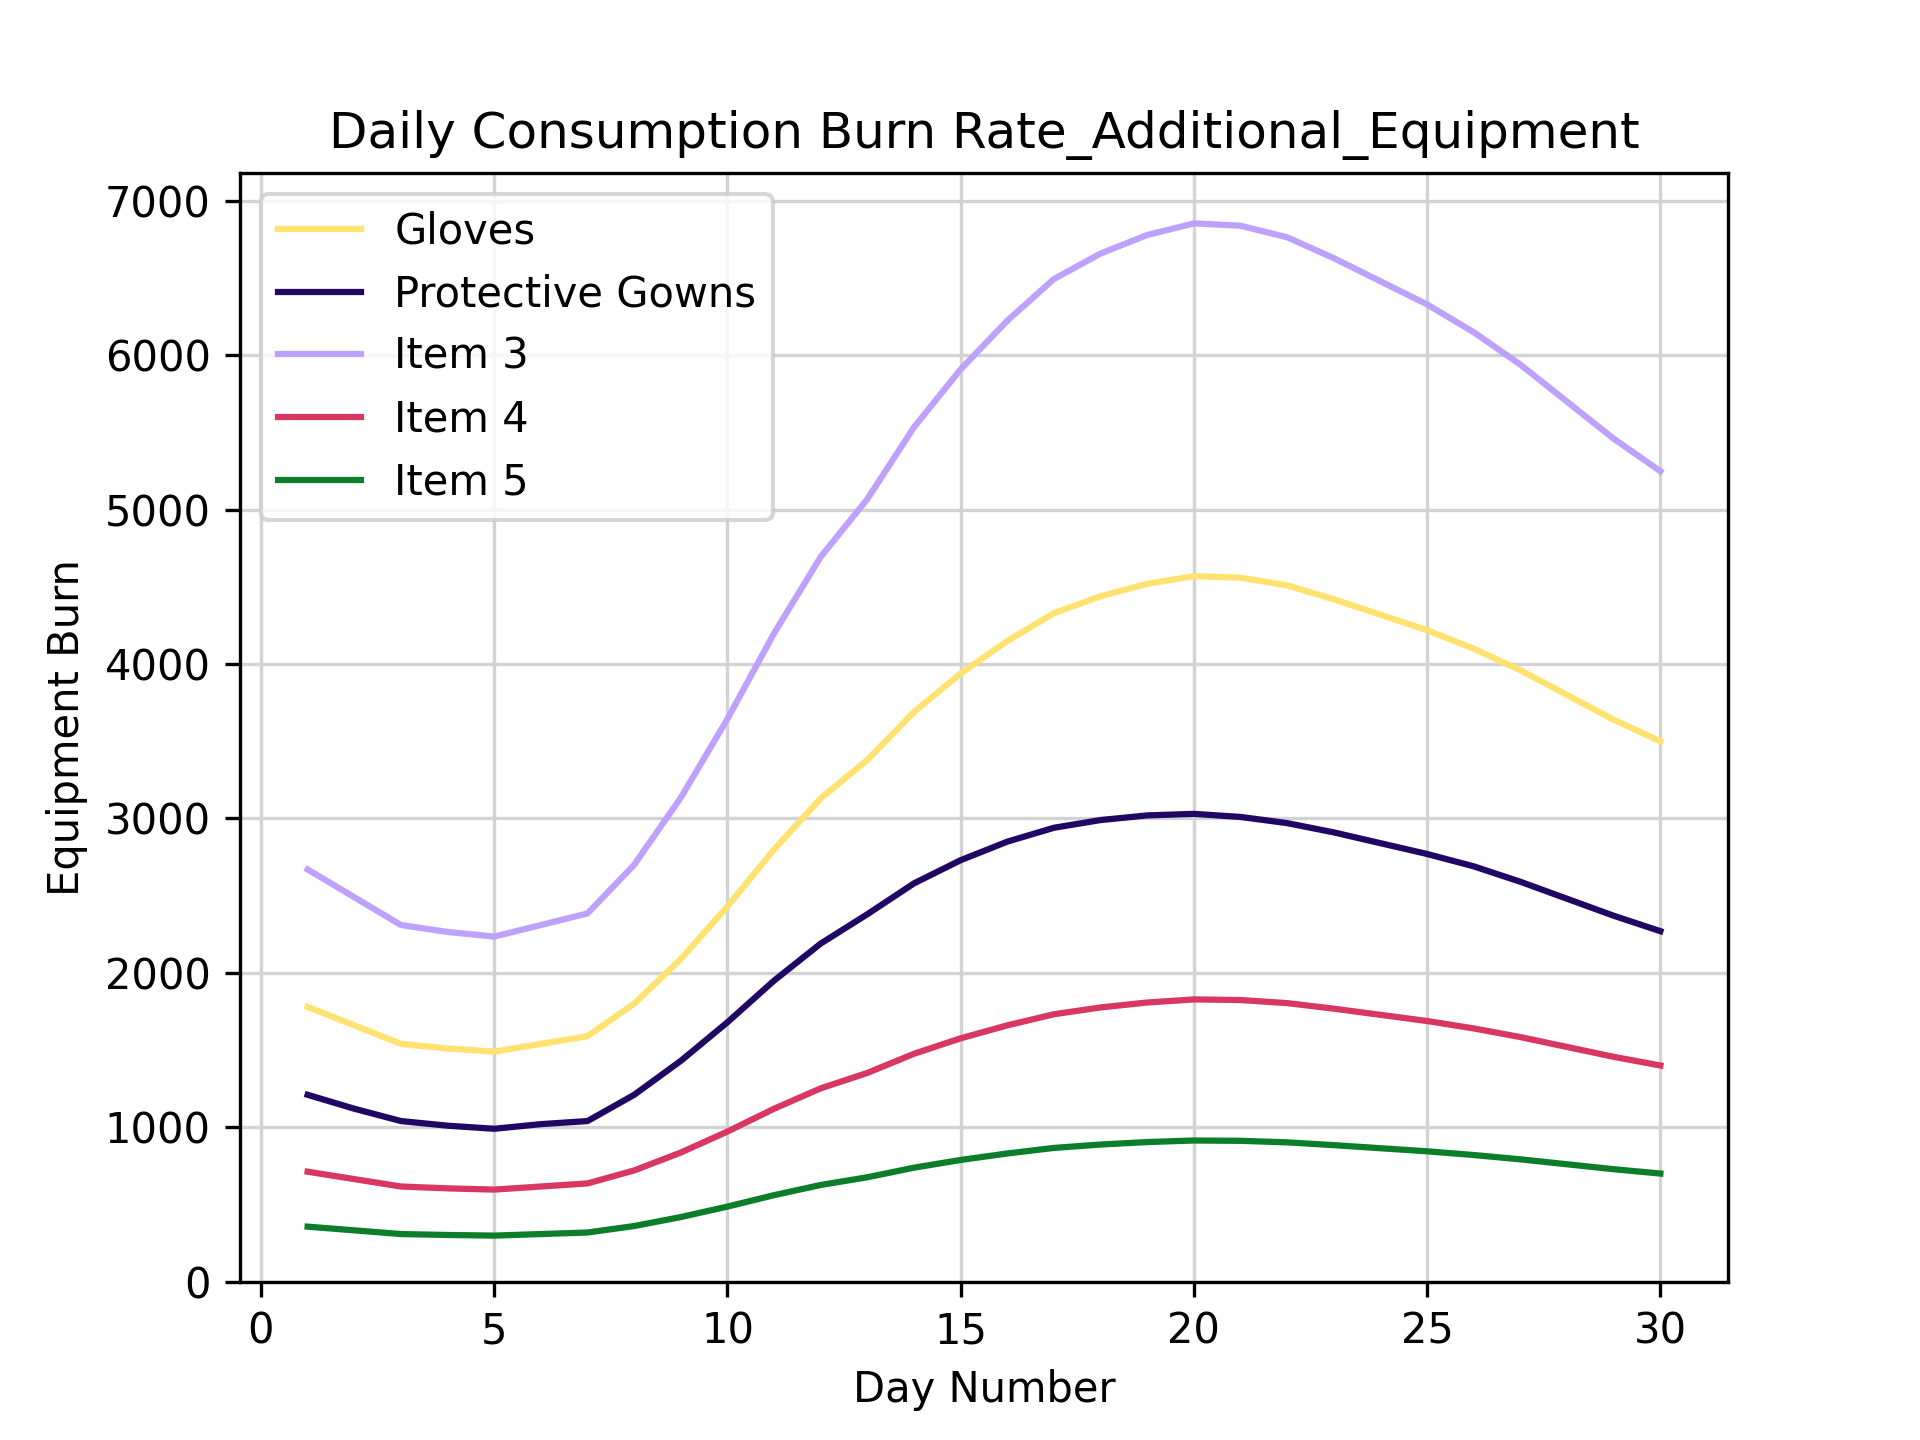 Daily Consumption Burn Rate_Additional_Equipment
7000
6000
5000
4000
3000
2000
1000
0
Equipment Burn
Gloves
Protective Gowns
Item 3
Item 4
Item 5
0 5 10 15 20 25 30
Day Number